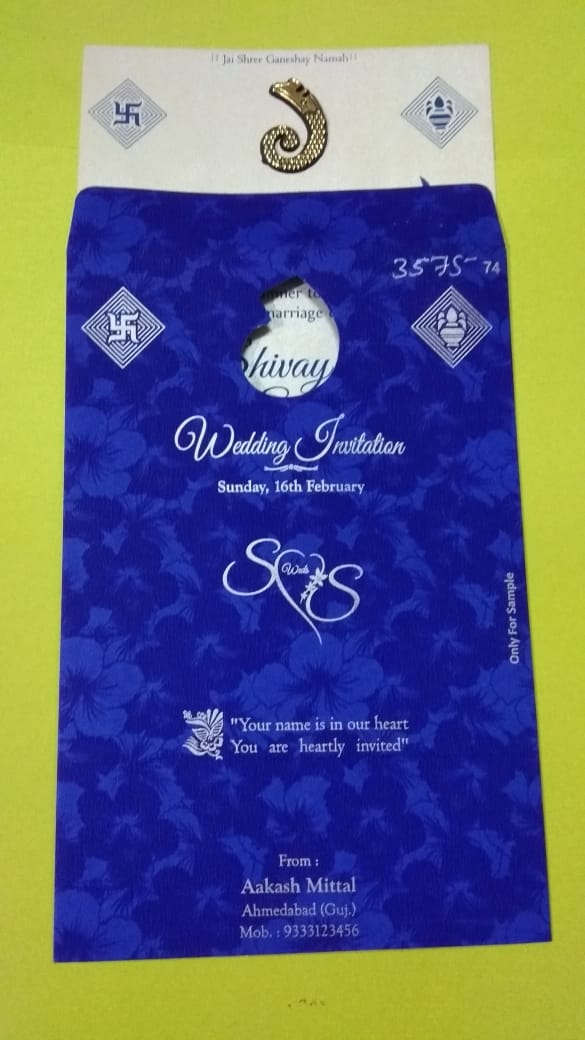 ।। Jai Shree Ganeshay Namah ।।
3575 74
marriage
Shivay
Wedding Invitation
Sunday, 16th February
S Weds S
"Your name is in our heart
You are heartly invited"
Only For Sample
From :
Aakash Mittal
Ahmedabad (Guj.)
Mob. : 9333123456